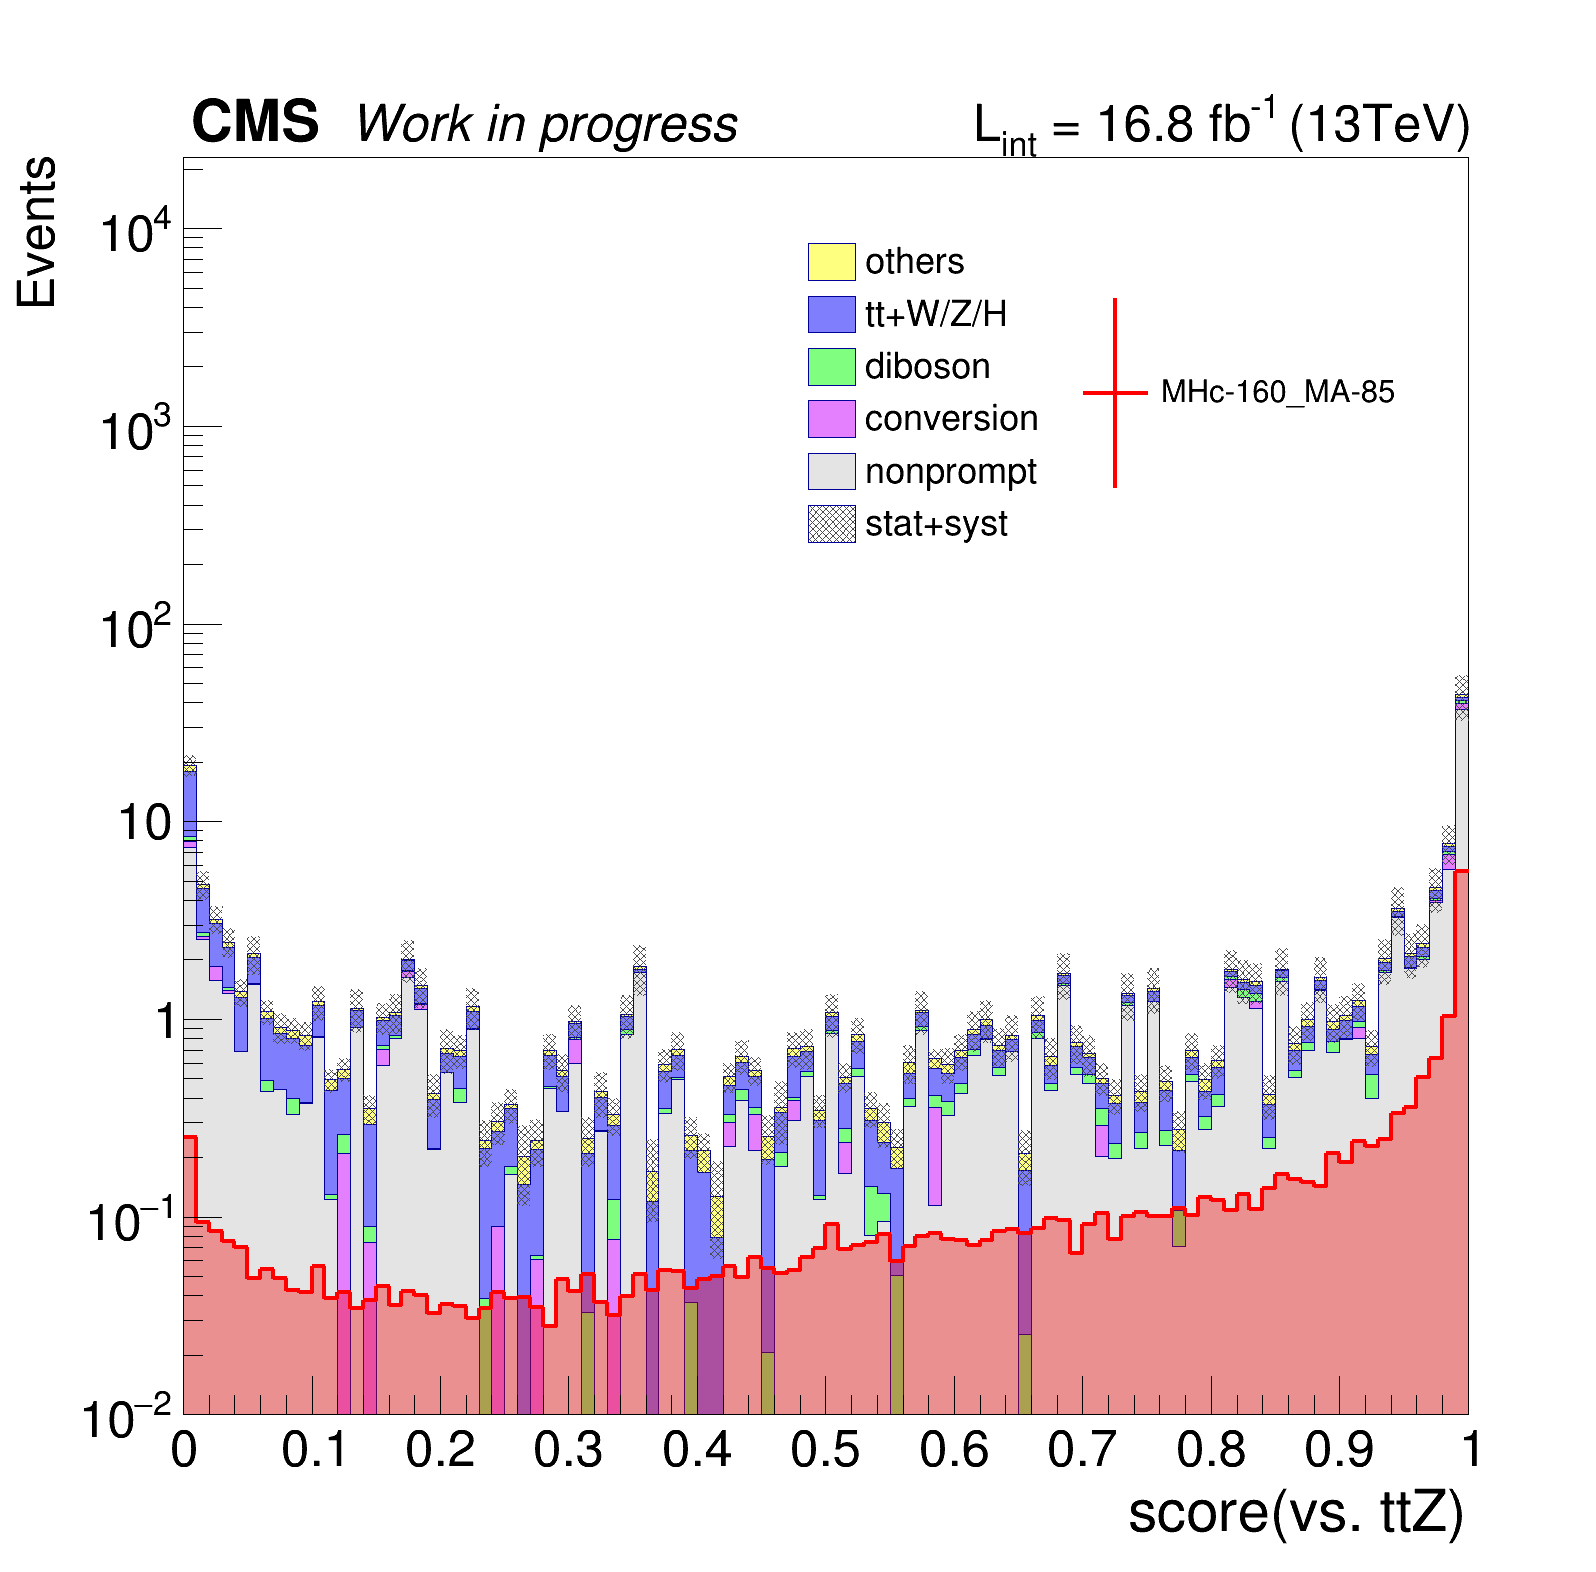 CMS Work in progress L_int = 16.8 fb^-1 (13TeV)
Events
10^4
10^3
10^2
10
1
10^−1
10^−2
others
tt+W/Z/H
diboson
conversion
nonprompt
stat+syst
MHc-160_MA-85
0 0.1 0.2 0.3 0.4 0.5 0.6 0.7 0.8 0.9 1
score(vs. ttZ)